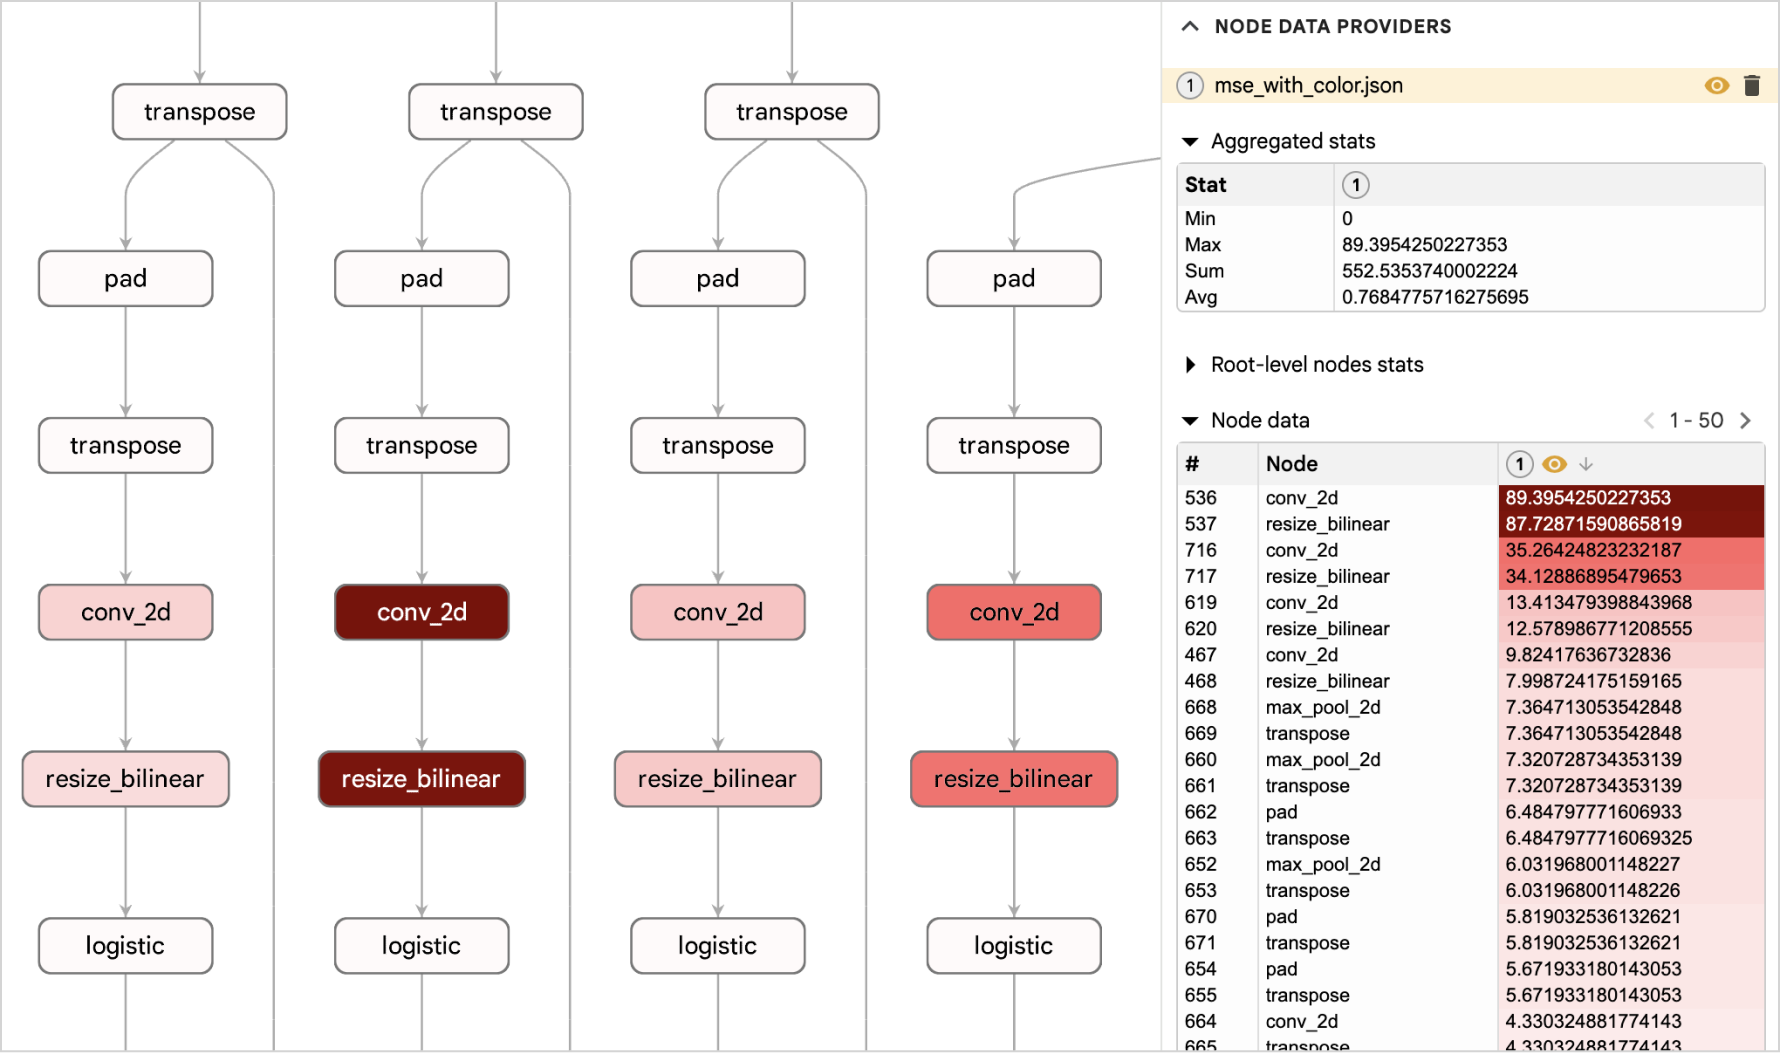 transpose transpose transpose
pad pad pad pad
transpose transpose transpose transpose
conv_2d conv_2d conv_2d conv_2d
resize_bilinear resize_bilinear resize_bilinear resize_bilinear
logistic logistic logistic logistic
NODE DATA PROVIDERS
1 mse_with_color.json
Aggregated stats
Stat 1
Min 0
Max 89.3954250227353
Sum 552.5353740002224
Avg 0.7684775716275695
Root-level nodes stats
Node data 1 - 50
# Node 1
536 conv_2d 89.3954250227353
537 resize_bilinear 87.72871590865819
716 conv_2d 35.26424823232187
717 resize_bilinear 34.12886895479653
619 conv_2d 13.413479398843968
620 resize_bilinear 12.578986771208555
467 conv_2d 9.82417636732836
468 resize_bilinear 7.998724175159165
668 max_pool_2d 7.364713053542848
669 transpose 7.364713053542848
660 max_pool_2d 7.320728734353139
661 transpose 7.320728734353139
662 pad 6.484797771606933
663 transpose 6.4847977716069325
652 max_pool_2d 6.031968001148227
653 transpose 6.031968001148226
670 pad 5.819032536132621
671 transpose 5.819032536132621
654 pad 5.671933180143053
655 transpose 5.671933180143053
664 conv_2d 4.330324881774143
665 transpose 4.330324881774143